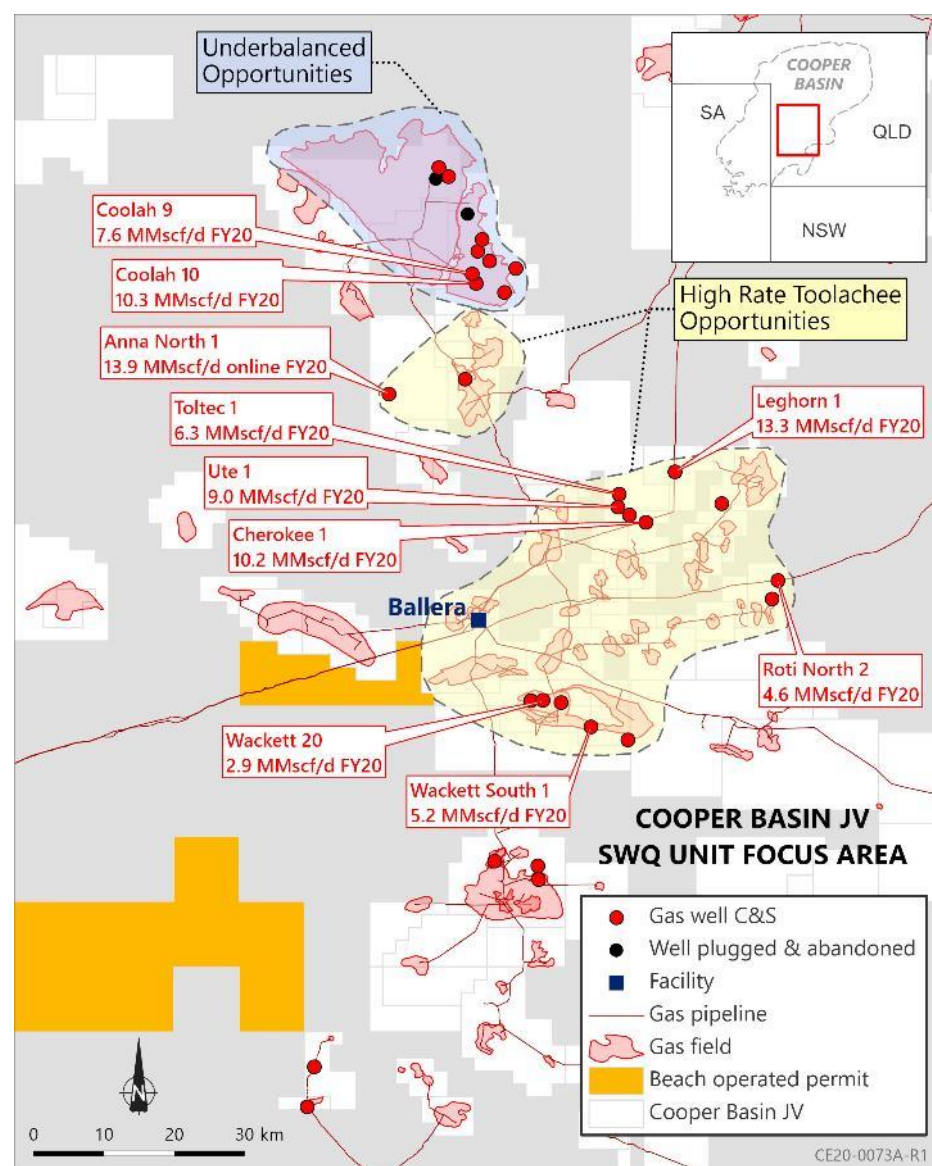 Underbalanced
Opportunities
COOPER
BASIN
SA
QLD
NSW
Coolah 9
7.6 MMscf/d FY20
Coolah 10
10.3 MMscf/d FY20
High Rate Toolachee
Opportunities
Anna North 1
13.9 MMscf/d online FY20
Toltec 1
6.3 MMscf/d FY20
Leghorn 1
13.3 MMscf/d FY20
Ute 1
9.0 MMscf/d FY20
Cherokee 1
10.2 MMscf/d FY20
Ballera
Roti North 2
4.6 MMscf/d FY20
Wackett 20
2.9 MMscf/d FY20
Wackett South 1
5.2 MMscf/d FY20
COOPER BASIN JV
SWQ UNIT FOCUS AREA
Gas well C&S
Well plugged & abandoned
Facility
Gas pipeline
Gas field
Beach operated permit
Cooper Basin JV
N
0 10 20 30 km
CE20-0073A-R1